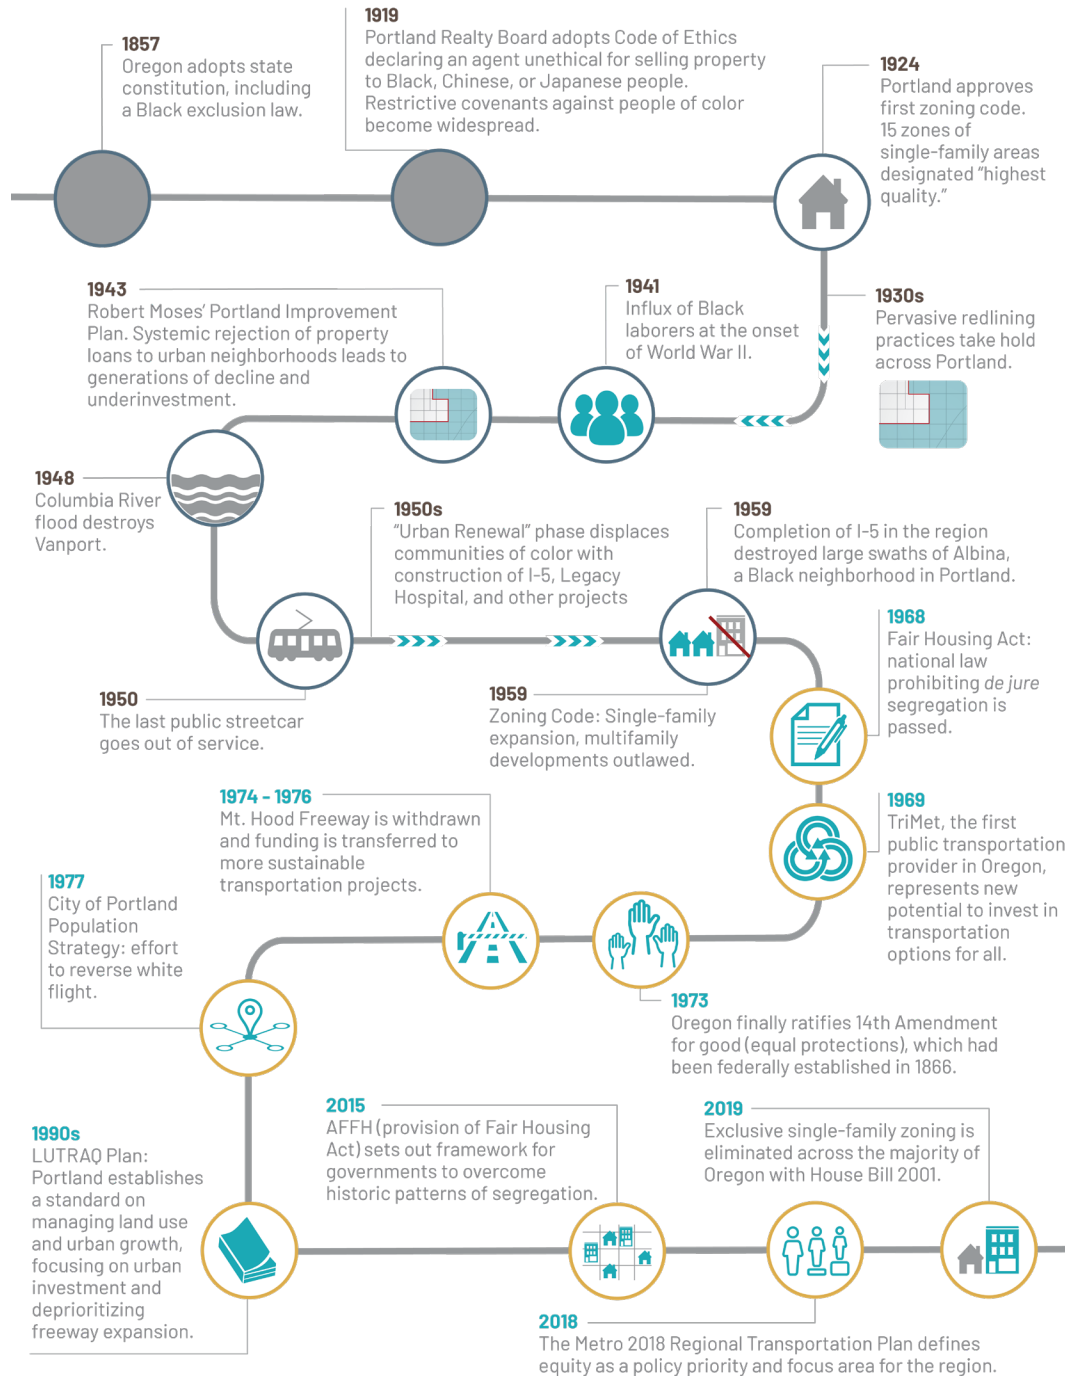 1857
Oregon adopts state
constitution, including
a Black exclusion law.
1919
Portland Realty Board adopts Code of Ethics
declaring an agent unethical for selling property
to Black, Chinese, or Japanese people.
Restrictive covenants against people of color
become widespread.
1924
Portland approves
first zoning code.
15 zones of
single-family areas
designated “highest
quality.”
1930s
Pervasive redlining
practices take hold
across Portland.
1941
Influx of Black
laborers at the onset
of World War II.
1943
Robert Moses’ Portland Improvement
Plan. Systemic rejection of property
loans to urban neighborhoods leads to
generations of decline and
underinvestment.
1948
Columbia River
flood destroys
Vanport.
1950
The last public streetcar
goes out of service.
1950s
“Urban Renewal” phase displaces
communities of color with
construction of I-5, Legacy
Hospital, and other projects
1959
Completion of I-5 in the region
destroyed large swaths of Albina,
a Black neighborhood in Portland.
1959
Zoning Code: Single-family
expansion, multifamily
developments outlawed.
1968
Fair Housing Act:
national law
prohibiting de jure
segregation is
passed.
1969
TriMet, the first
public transportation
provider in Oregon,
represents new
potential to invest in
transportation
options for all.
1973
Oregon finally ratifies 14th Amendment
for good (equal protections), which had
been federally established in 1866.
1974 - 1976
Mt. Hood Freeway is withdrawn
and funding is transferred to
more sustainable
transportation projects.
1977
City of Portland
Population
Strategy: effort
to reverse white
flight.
1990s
LUTRAQ Plan:
Portland establishes
a standard on
managing land use
and urban growth,
focusing on urban
investment and
deprioritizing
freeway expansion.
2015
AFFH (provision of Fair Housing
Act) sets out framework for
governments to overcome
historic patterns of segregation.
2018
The Metro 2018 Regional Transportation Plan defines
equity as a policy priority and focus area for the region.
2019
Exclusive single-family zoning is
eliminated across the majority of
Oregon with House Bill 2001.